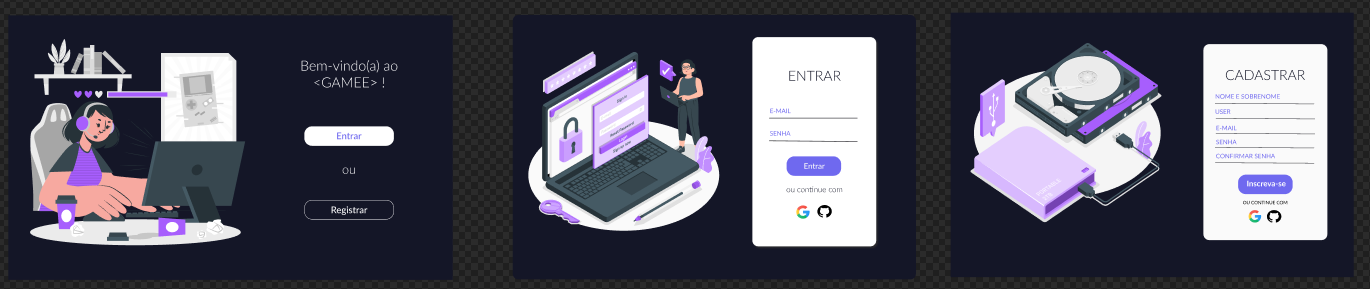 Bem-vindo(a) ao
<GAMEE> !
Entrar
ou
Registrar
ENTRAR
E-MAIL
SENHA
Entrar
ou continue com
CADASTRAR
NOME E SOBRENOME
USER
E-MAIL
SENHA
CONFIRMAR SENHA
Inscreva-se
OU CONTINUE COM